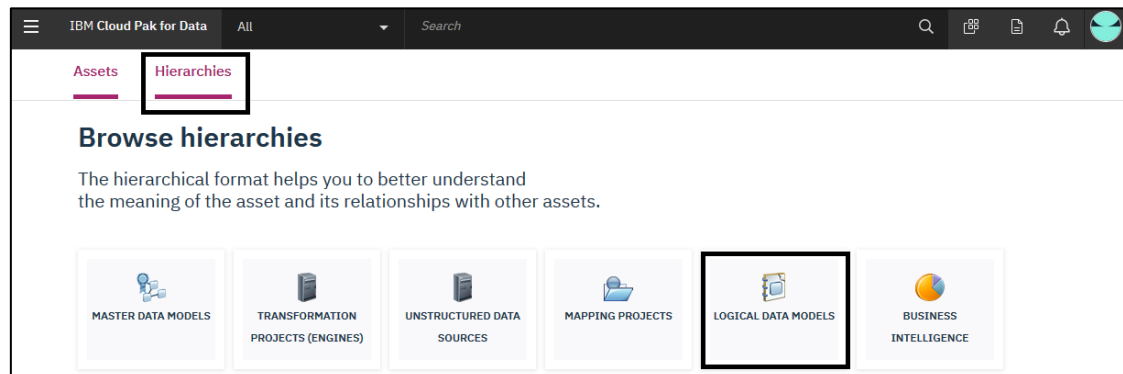 IBM Cloud Pak for Data All Search
Assets Hierarchies
Browse hierarchies
The hierarchical format helps you to better understand
the meaning of the asset and its relationships with other assets.
MASTER DATA MODELS
TRANSFORMATION
PROJECTS (ENGINES)
UNSTRUCTURED DATA
SOURCES
MAPPING PROJECTS
LOGICAL DATA MODELS
BUSINESS
INTELLIGENCE